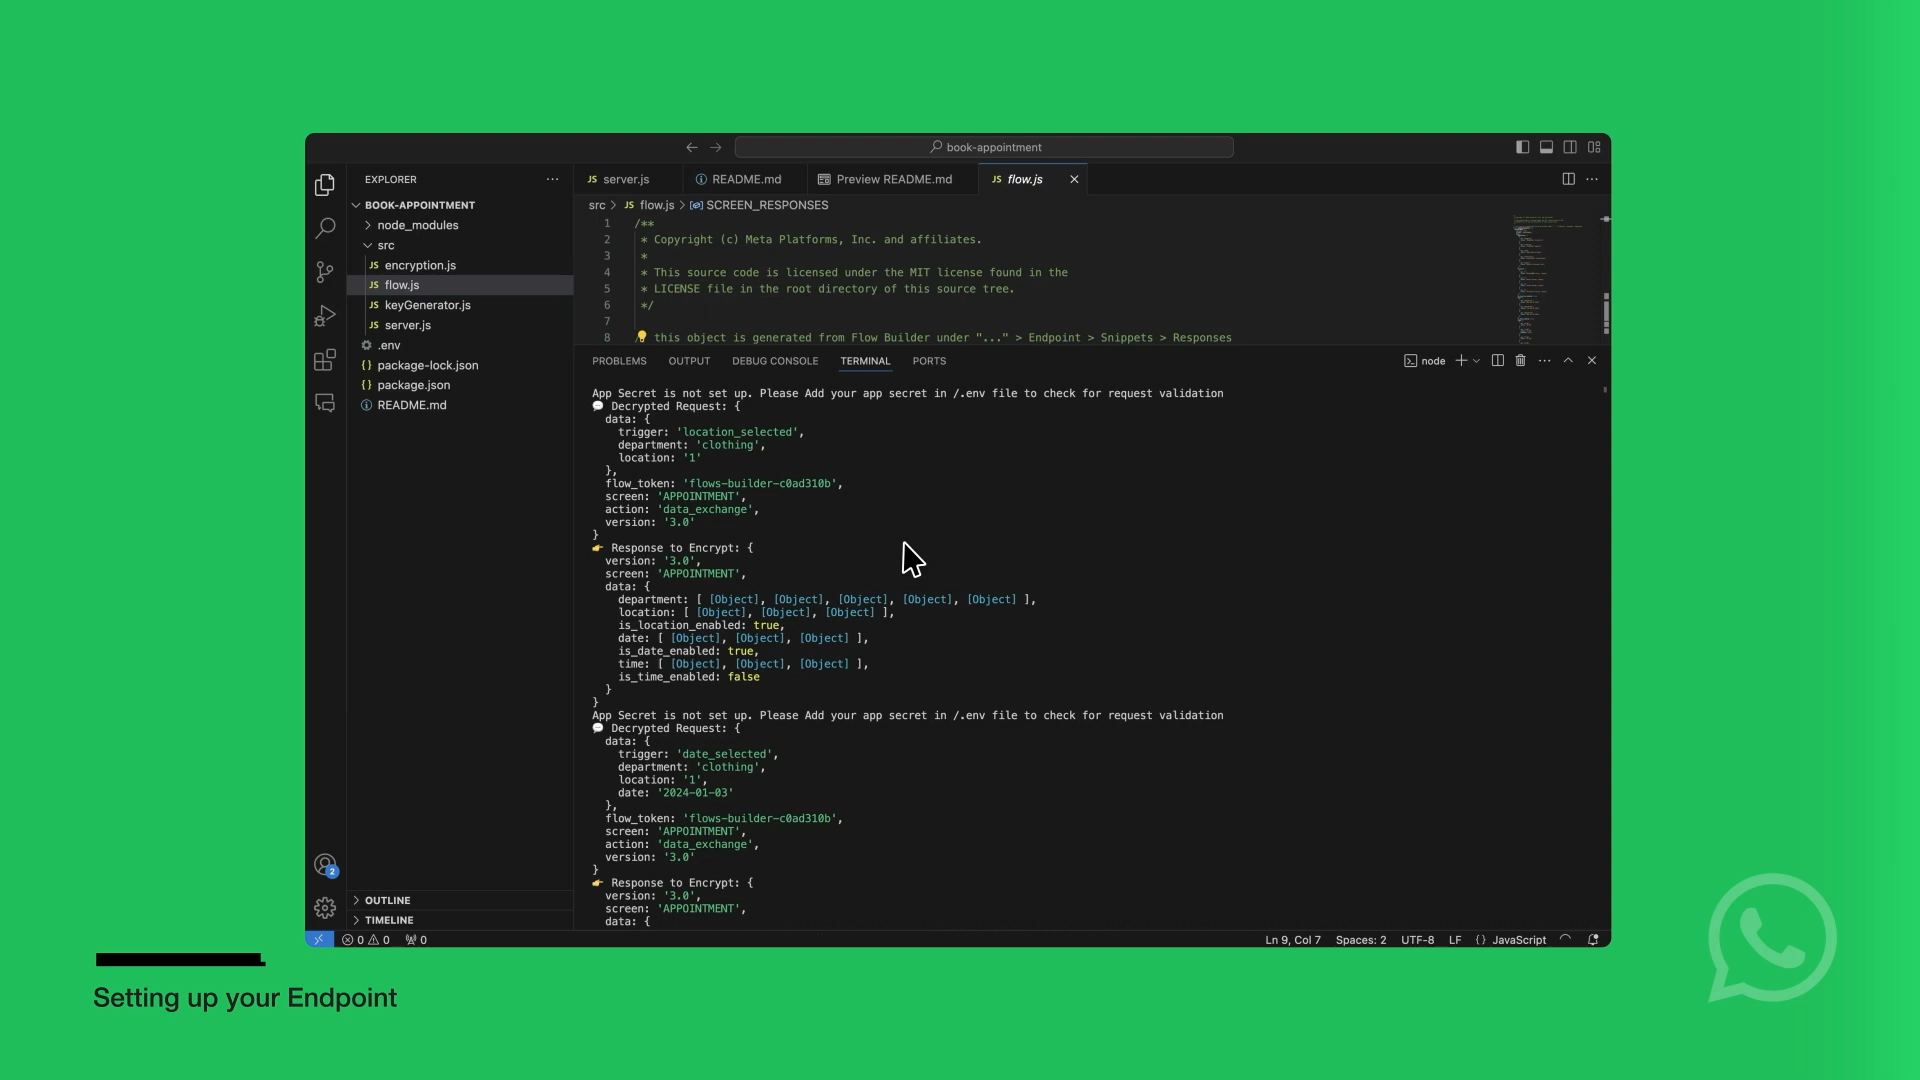 book-appointment
EXPLORER
BOOK-APPOINTMENT
node_modules
src
JS encryption.js
JS flow.js
JS keyGenerator.js
JS server.js
.env
{} package-lock.json
{} package.json
README.md
OUTLINE
TIMELINE
JS server.js
README.md
Preview README.md
JS flow.js
src > JS flow.js > SCREEN_RESPONSES
1 /**
2 * Copyright (c) Meta Platforms, Inc. and affiliates.
3 *
4 * This source code is licensed under the MIT license found in the
5 * LICENSE file in the root directory of this source tree.
6 */
7
8 this object is generated from Flow Builder under "..." > Endpoint > Snippets > Responses
PROBLEMS OUTPUT DEBUG CONSOLE TERMINAL PORTS
node
App Secret is not set up. Please Add your app secret in /.env file to check for request validation
💬 Decrypted Request: {
data: {
trigger: 'location_selected',
department: 'clothing',
location: '1'
},
flow_token: 'flows-builder-c0ad310b',
screen: 'APPOINTMENT',
action: 'data_exchange',
version: '3.0'
}
👉 Response to Encrypt: {
version: '3.0',
screen: 'APPOINTMENT',
data: {
department: [ [Object], [Object], [Object], [Object], [Object] ],
location: [ [Object], [Object], [Object] ],
is_location_enabled: true,
date: [ [Object], [Object], [Object] ],
is_date_enabled: true,
time: [ [Object], [Object], [Object] ],
is_time_enabled: false
}
}
App Secret is not set up. Please Add your app secret in /.env file to check for request validation
💬 Decrypted Request: {
data: {
trigger: 'date_selected',
department: 'clothing',
location: '1',
date: '2024-01-03'
},
flow_token: 'flows-builder-c0ad310b',
screen: 'APPOINTMENT',
action: 'data_exchange',
version: '3.0'
}
👉 Response to Encrypt: {
version: '3.0',
screen: 'APPOINTMENT',
data: {
2
0 0 0
Ln 9, Col 7 Spaces: 2 UTF-8 LF {} JavaScript
Setting up your Endpoint